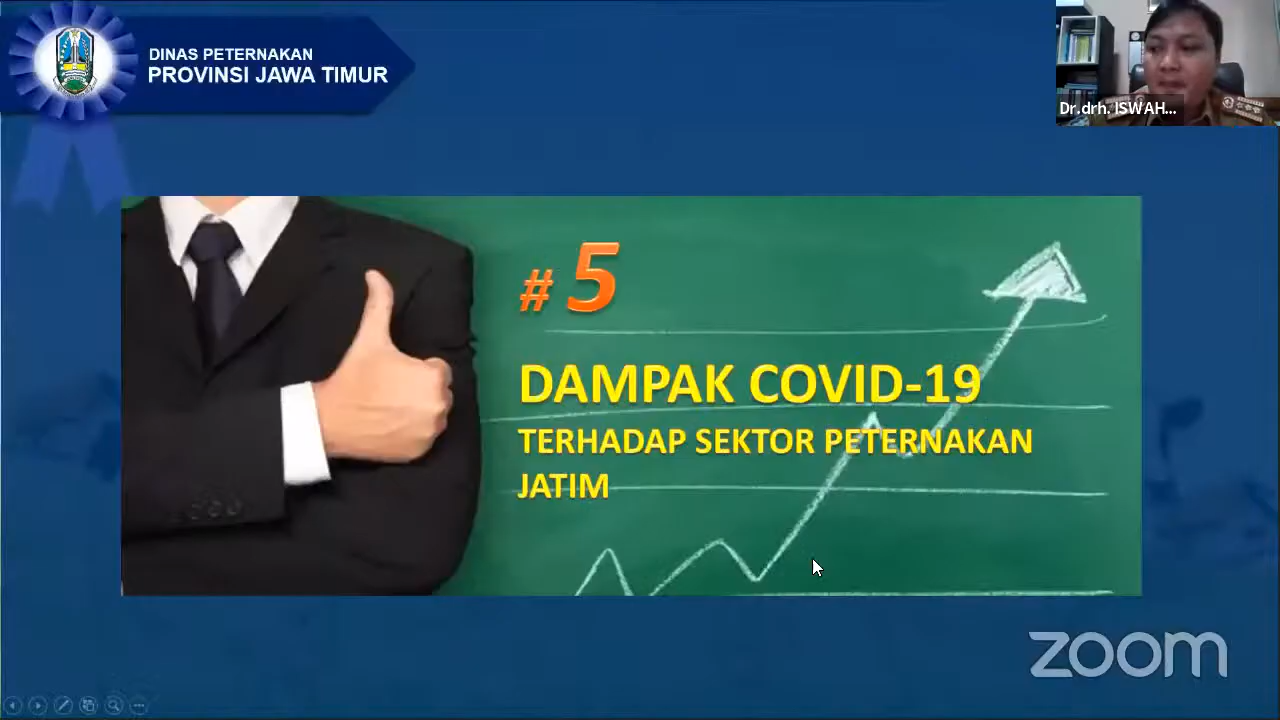 DINAS PETERNAKAN
PROVINSI JAWA TIMUR
Dr.drh. ISWAH...
# 5
DAMPAK COVID-19
TERHADAP SEKTOR PETERNAKAN
JATIM
zoom